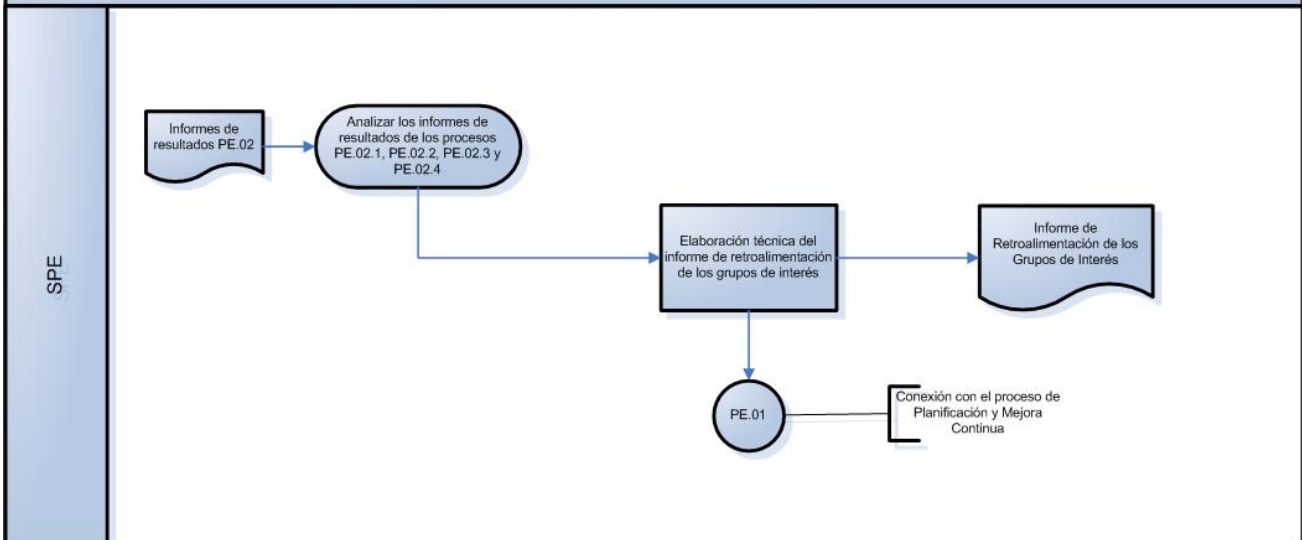 SPE
Informes de
resultados PE.02
Analizar los informes de
resultados de los procesos
PE.02.1, PE.02.2, PE.02.3 y
PE.02.4
Elaboración técnica del
informe de retroalimentación
de los grupos de interés
Informe de
Retroalimentación de los
Grupos de Interés
PE.01
Conexión con el proceso de
Planificación y Mejora
Continua